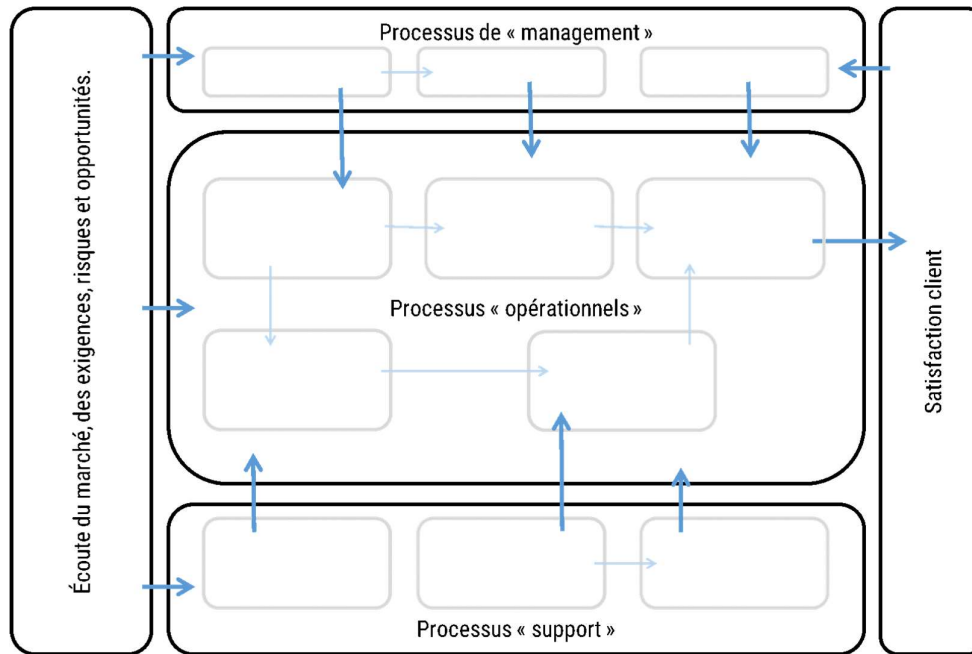 Écoute du marché, des exigences, risques et opportunités.
Processus de « management »
Processus « opérationnels »
Processus « support »
Satisfaction client